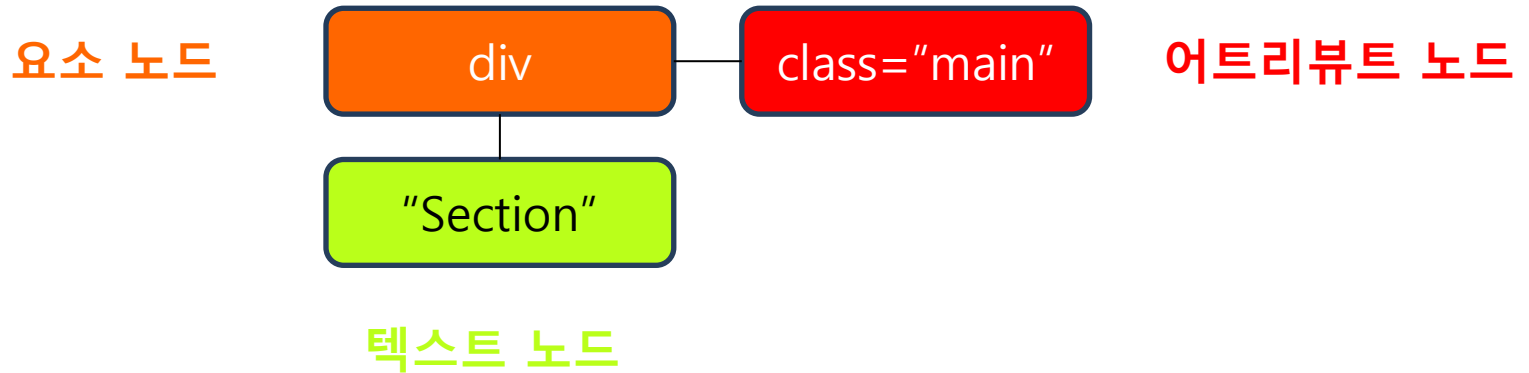 요소 노드
div
class="main"
어트리뷰트 노드
"Section"
텍스트 노드